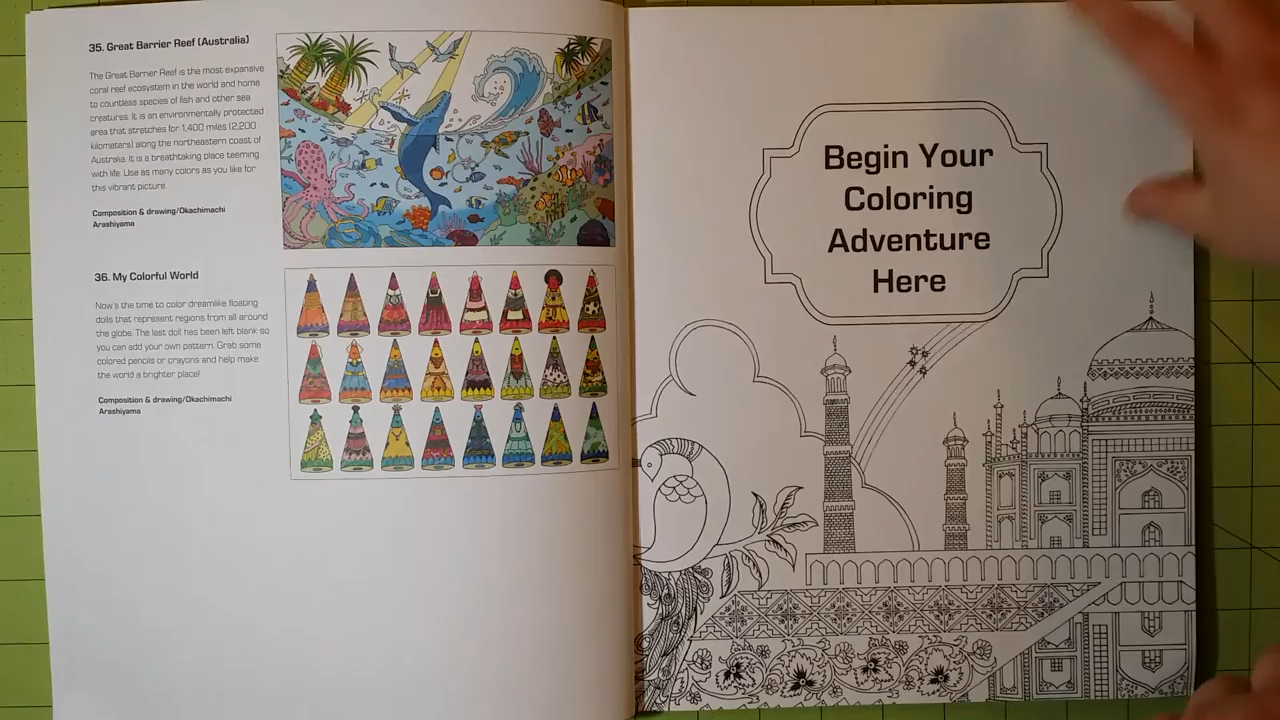 35. Great Barrier Reef (Australia)
The Great Barrier Reef is the most expansive
coral reef ecosystem in the world and home
to countless species of fish and other sea
creatures. It is an environmentally protected
area that stretches for 1,400 miles (2,200
kilometers) along the northeastern coast of
Australia. It is a breathtaking place teeming
with life. Use as many colors as you like for
this vibrant picture.
Composition & drawing/Okachimachi
Arashiyama
36. My Colorful World
Now's the time to color dreamlike floating
dolls that represent regions from all around
the globe. The last doll has been left blank so
you can add your own pattern. Grab some
colored pencils or crayons and help make
the world a brighter place!
Composition & drawing/Okachimachi
Arashiyama
Begin Your
Coloring
Adventure
Here